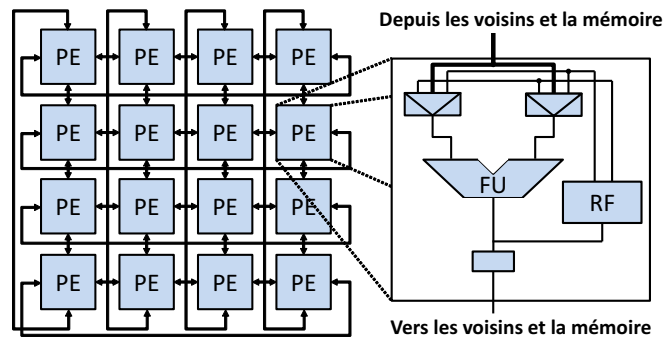 Depuis les voisins et la mémoire
PE PE PE PE
PE PE PE PE
PE PE PE PE
PE PE PE PE
FU
RF
Vers les voisins et la mémoire